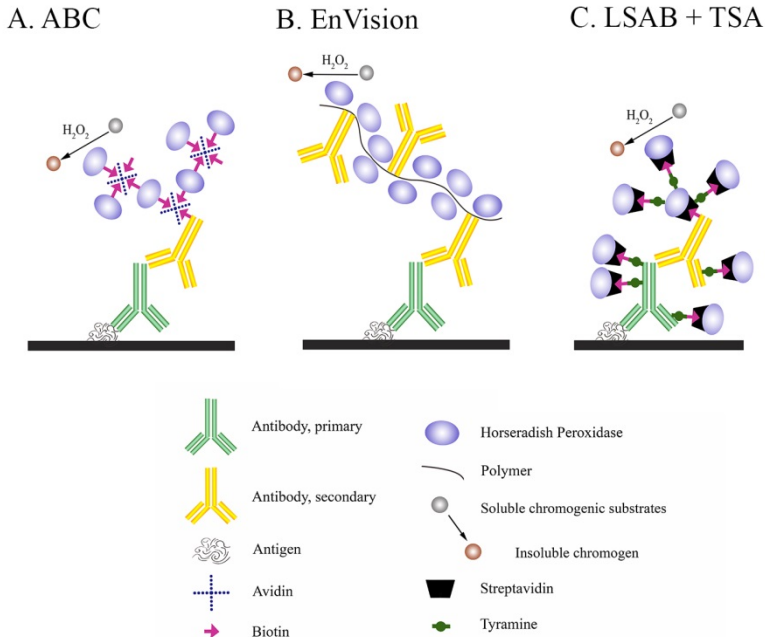 A. ABC
B. EnVision
C. LSAB + TSA
H₂O₂
H₂O₂
H₂O₂
Antibody, primary
Antibody, secondary
Antigen
Avidin
Biotin
Horseradish Peroxidase
Polymer
Soluble chromogenic substrates
Insoluble chromogen
Streptavidin
Tyramine